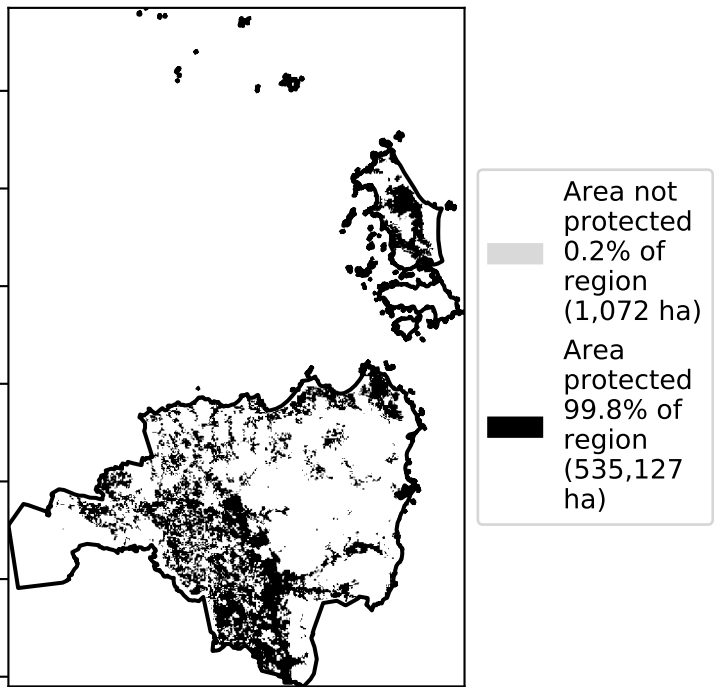 Area not
protected
0.2% of
region
(1,072 ha)
Area
protected
99.8% of
region
(535,127
ha)